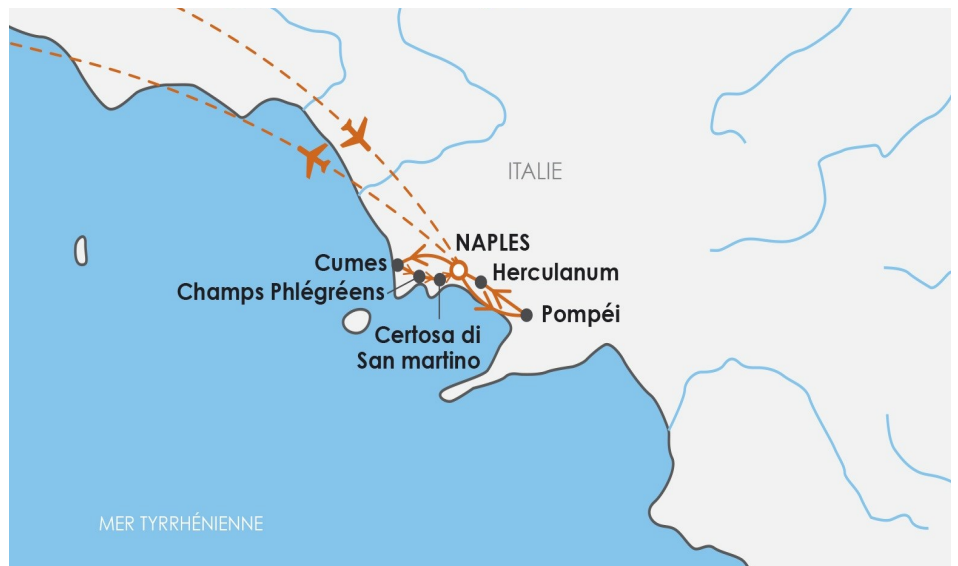 ITALIE
NAPLES
Cumes
Herculanum
Champs Phlégréens
Pompéi
Certosa di
San martino
MER TYRRHÉNIENNE